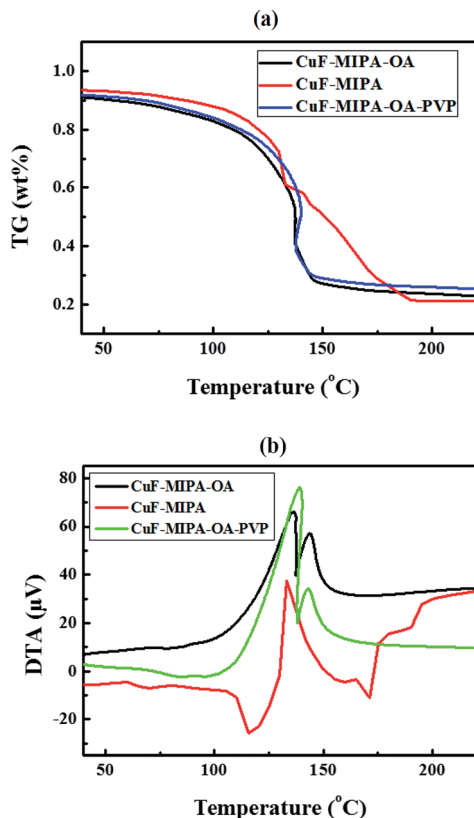 (a)
CuF-MIPA-OA
CuF-MIPA
CuF-MIPA-OA-PVP
1.0
0.8
0.6
0.4
0.2
TG (wt%)
50
100
150
200
Temperature (°C)
(b)
CuF-MIPA-OA
CuF-MIPA
CuF-MIPA-OA-PVP
80
60
40
20
0
-20
DTA (µV)
50
100
150
200
Temperature (°C)